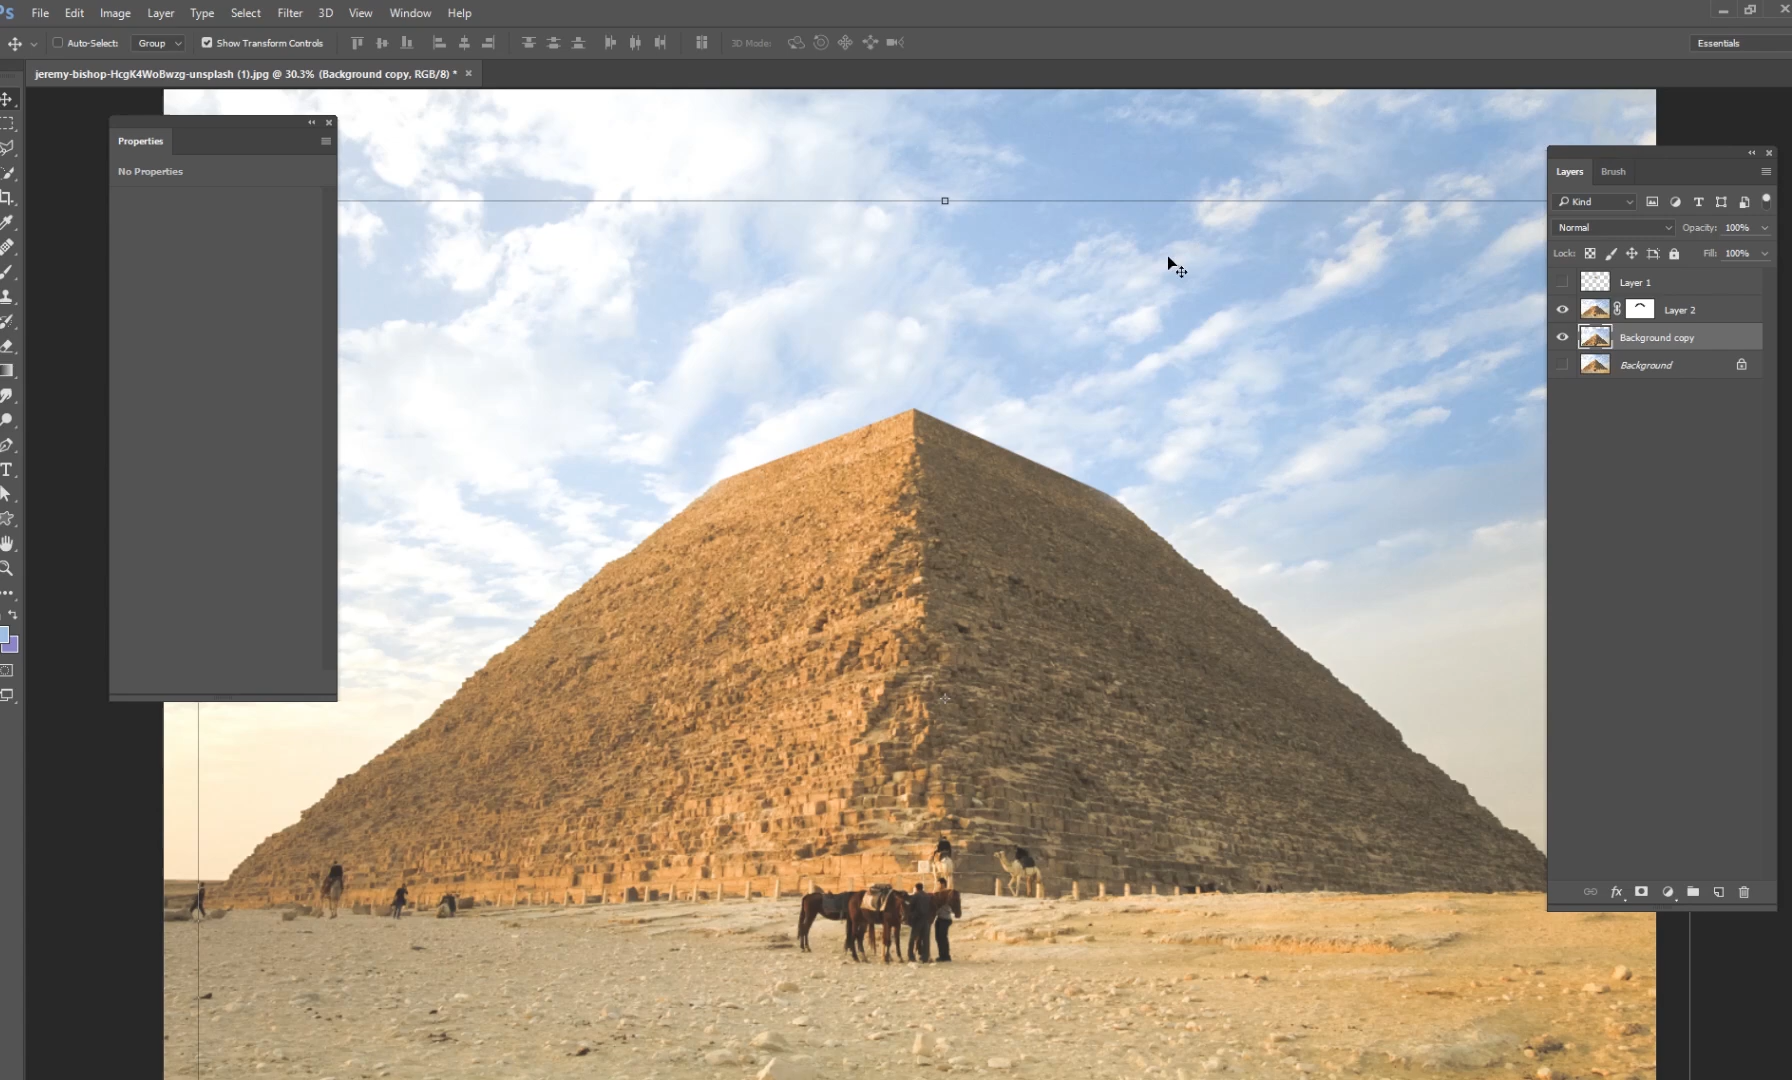 File Edit Image Layer Type Select Filter 3D View Window Help
Auto-Select: Group Show Transform Controls 3D Mode: Essentials
jeremy-bishop-HcgK4WoBwzg-unsplash (1).jpg @ 30.3% (Background copy, RGB/8) *
Properties
No Properties
Layers Brush
Kind
Normal Opacity: 100%
Lock: Fill: 100%
Layer 1
Layer 2
Background copy
Background
fx